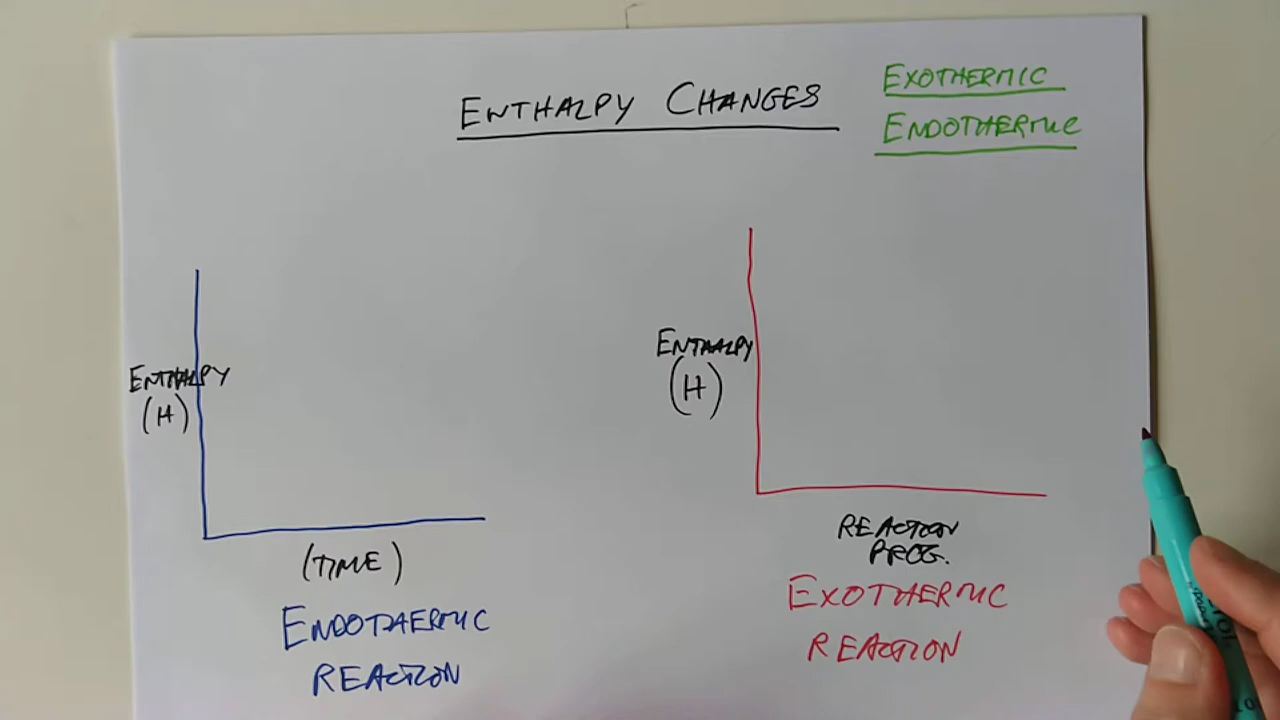 ENTHALPY CHANGES
EXOTHERMIC
ENDOTHERMIC
ENTHALPY
(H)
(TIME)
ENDOTHERMIC
REACTION
ENTHALPY
(H)
REACTION
PROG.
EXOTHERMIC
REACTION